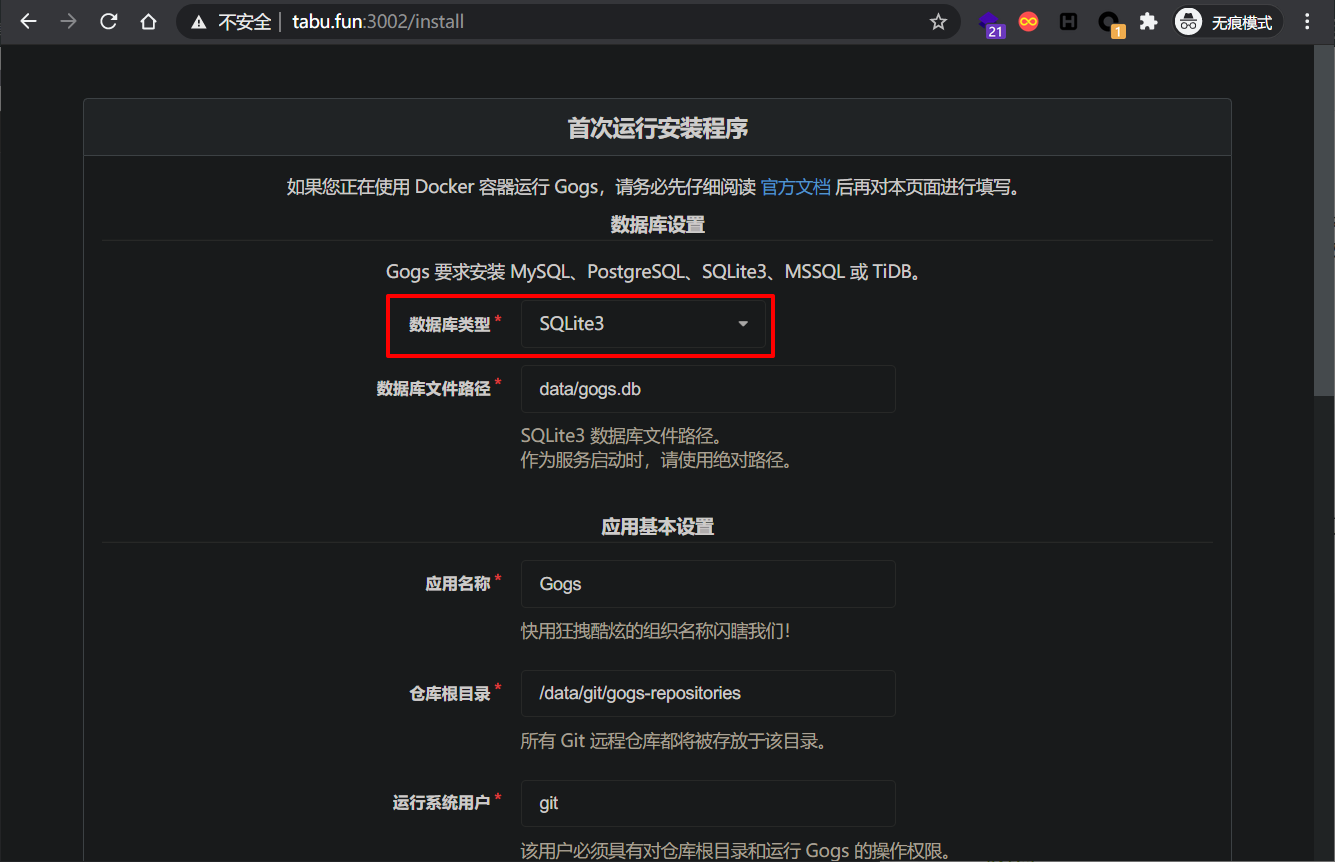 不安全 tabu.fun:3002/install
21
1
无痕模式
首次运行安装程序
如果您正在使用 Docker 容器运行 Gogs，请务必先仔细阅读 官方文档 后再对本页面进行填写。
数据库设置
Gogs 要求安装 MySQL、PostgreSQL、SQLite3、MSSQL 或 TiDB。
数据库类型* SQLite3
数据库文件路径* data/gogs.db
SQLite3 数据库文件路径。
作为服务启动时，请使用绝对路径。
应用基本设置
应用名称* Gogs
快用狂拽酷炫的组织名称闪瞎我们！
仓库根目录* /data/git/gogs-repositories
所有 Git 远程仓库都将被存放于该目录。
运行系统用户* git
该用户必须具有对仓库根目录和运行 Gogs 的操作权限。